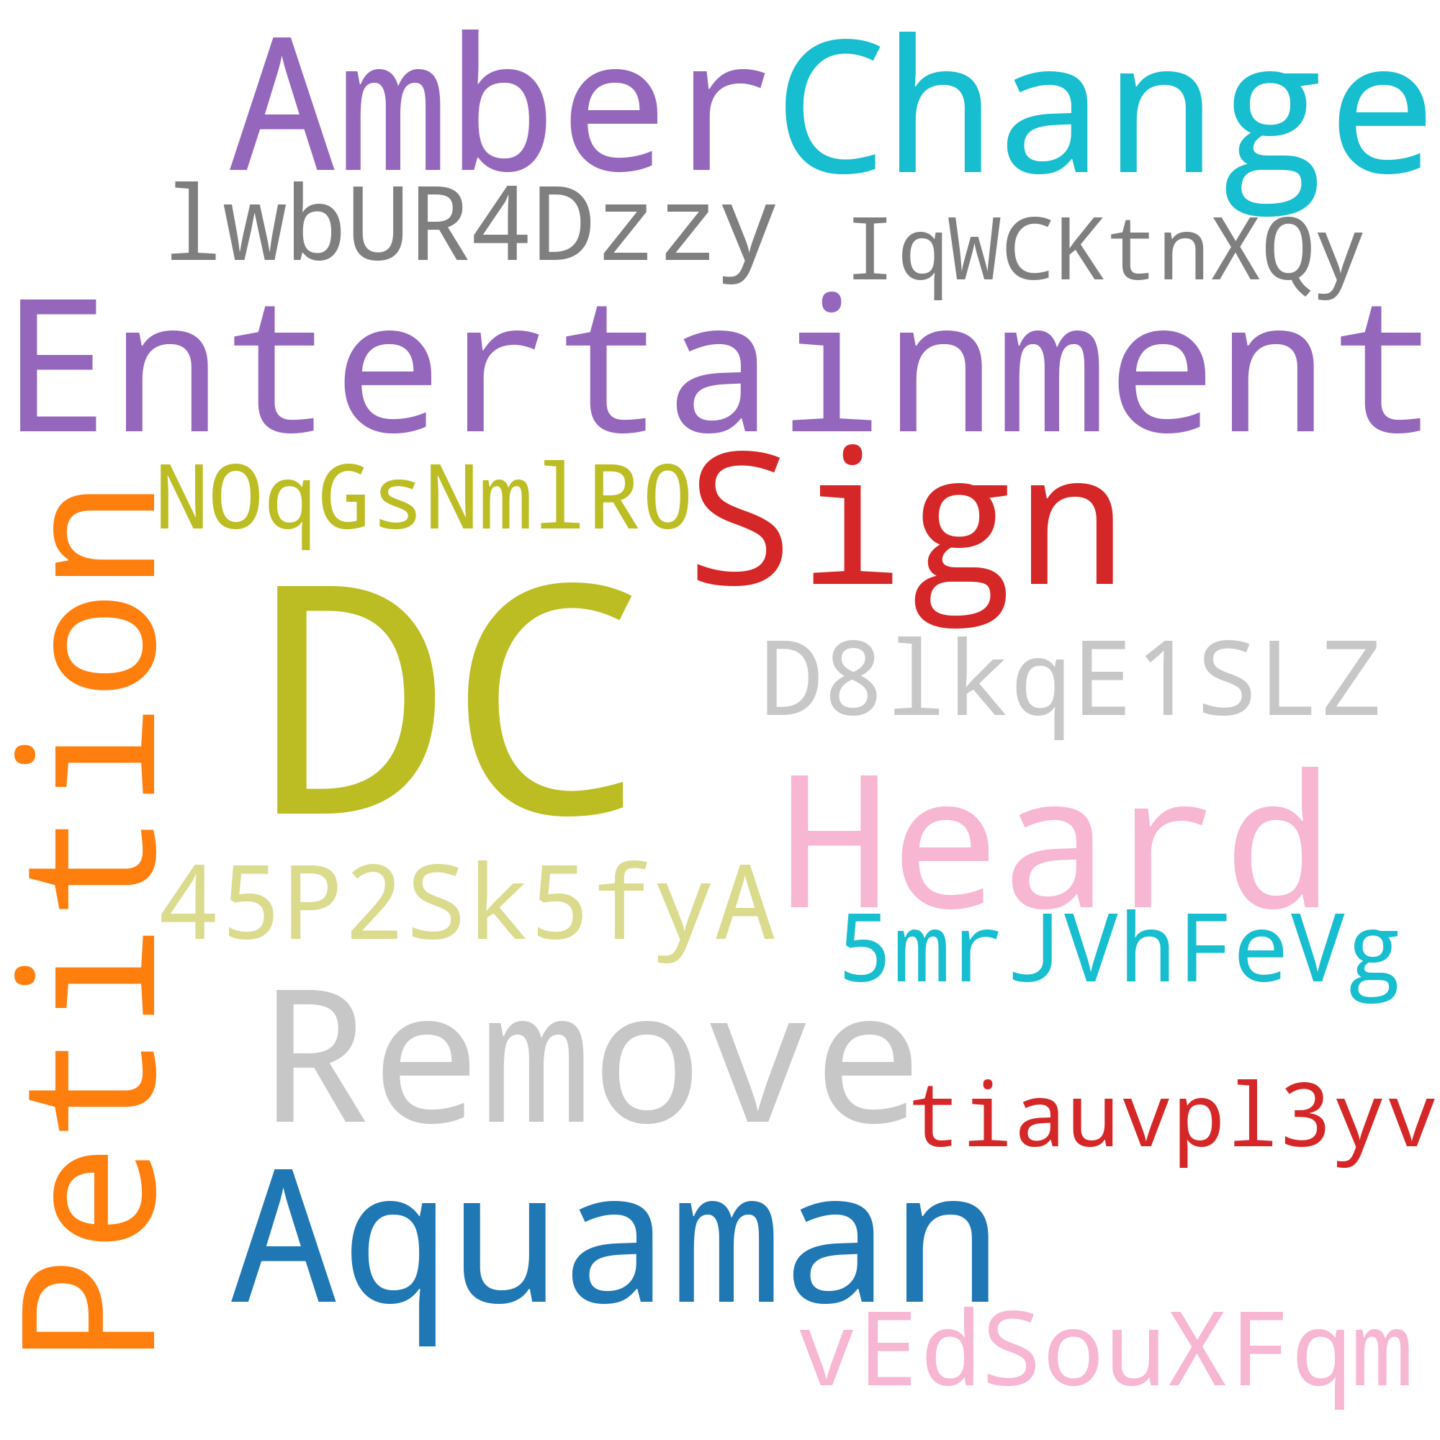 Amber Change
lwbUR4Dzzy IqWCKtnXQy
Entertainment
NOqGsNmlRO Sign
Petition
DC
D8lkqE1SLZ
Heard
45P2Sk5fyA
5mrJVhFeVg
Remove
tiauvpl3yv
Aquaman
vEdSouXFqm